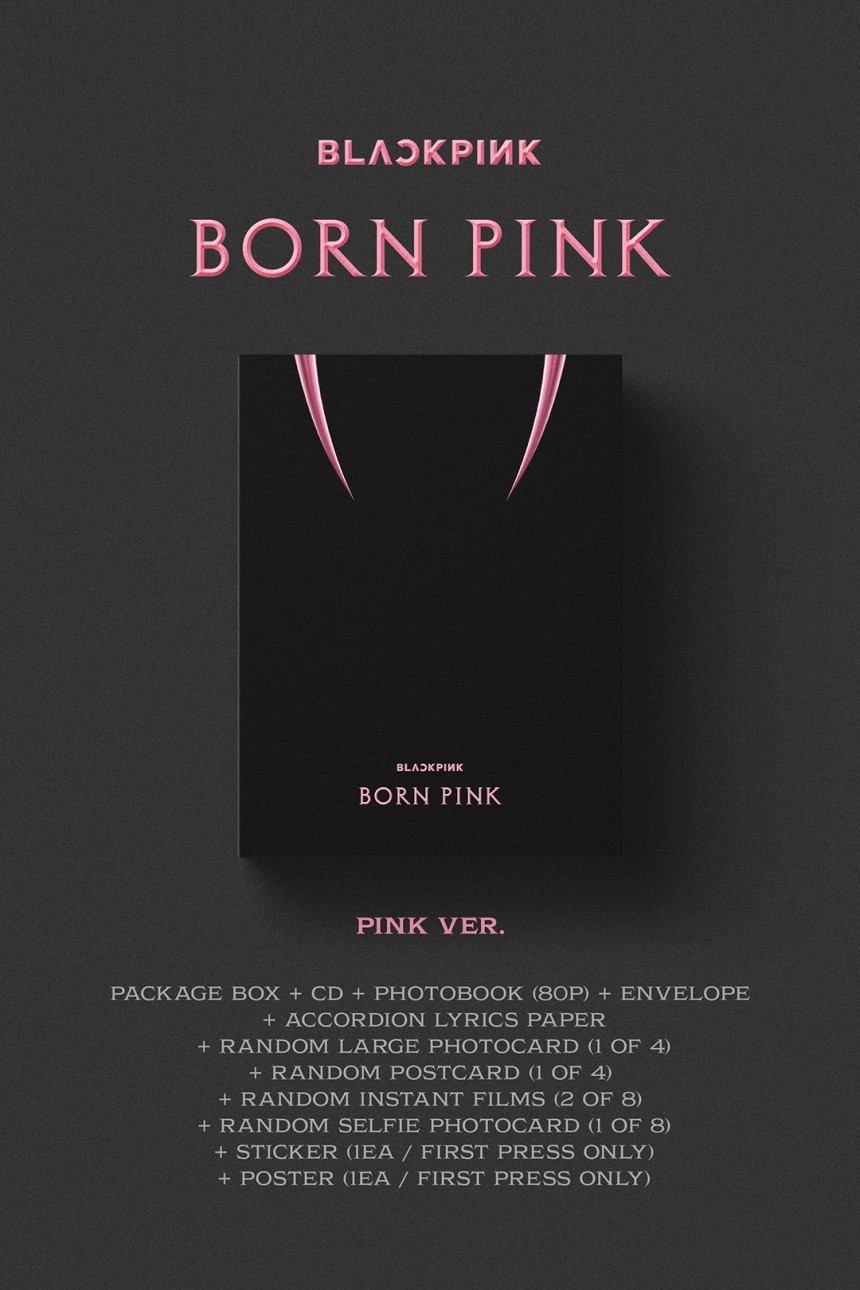 BLACKPINK
BORN PINK
BLACKPINK
BORN PINK
PINK VER.
PACKAGE BOX + CD + PHOTOBOOK (80P) + ENVELOPE
+ ACCORDION LYRICS PAPER
+ RANDOM LARGE PHOTOCARD (1 OF 4)
+ RANDOM POSTCARD (1 OF 4)
+ RANDOM INSTANT FILMS (2 OF 8)
+ RANDOM SELFIE PHOTOCARD (1 OF 8)
+ STICKER (1EA / FIRST PRESS ONLY)
+ POSTER (1EA / FIRST PRESS ONLY)